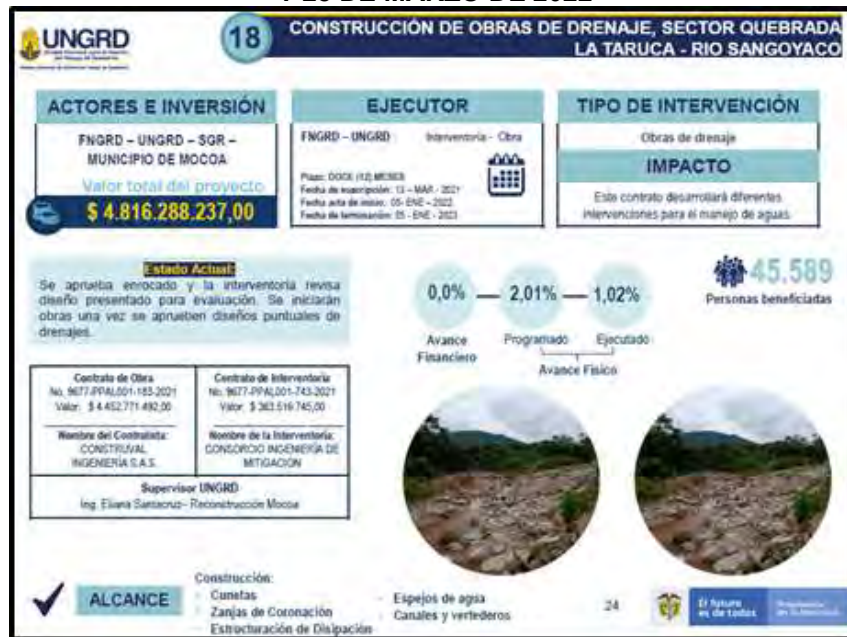 UNGRD
18
CONSTRUCCIÓN DE OBRAS DE DRENAJE, SECTOR QUEBRADA
LA TARUCA - RIO SANGOYACO
ACTORES E INVERSIÓN
FNGRD – UNGRD – SGR –
MUNICIPIO DE MOCOA
Valor total del proyecto
$ 4.816.288.237,00
EJECUTOR
FNGRD – UNGRD Interventoría - Obra
Plazo: DOCE (12) MESES
Fecha de suscripción: 13 – MAR - 2021
Fecha acta de inicio: 05- ENE – 2022
Fecha de terminación: 05 - ENE - 2023
TIPO DE INTERVENCIÓN
Obras de drenaje
IMPACTO
Este contrato desarrollará diferentes
intervenciones para el manejo de aguas
Estado Actual:
Se aprueba enrocado y la interventoría revisa
diseño presentado para evaluación. Se iniciarán
obras una vez se aprueben diseños puntuales de
drenajes.
0,0% — 2,01% — 1,02%
Avance
Financiero
Programado Ejecutado
Avance Físico
45.589
Personas beneficiadas
Contrato de Obra
No. 9677-PPAL001-183-2021
Valor: $ 4.452.771.492,00
Contrato de Interventoría
No. 9677-PPAL001-743-2021
Valor: $ 363.516.745,00
Nombre del Contratista:
CONSTRUVAL
INGENIERÍA S.A.S.
Nombre de la Interventoría:
CONSORCIO INGENIERÍA DE
MITIGACIÓN
Supervisor UNGRD
Ing. Eliana Santacruz– Reconstrucción Mocoa
ALCANCE
Construcción:
- Cunetas
- Zanjas de Coronación
- Estructuración de Disipación
- Espejos de agua
- Canales y vertederos
24
El futuro
es de todos